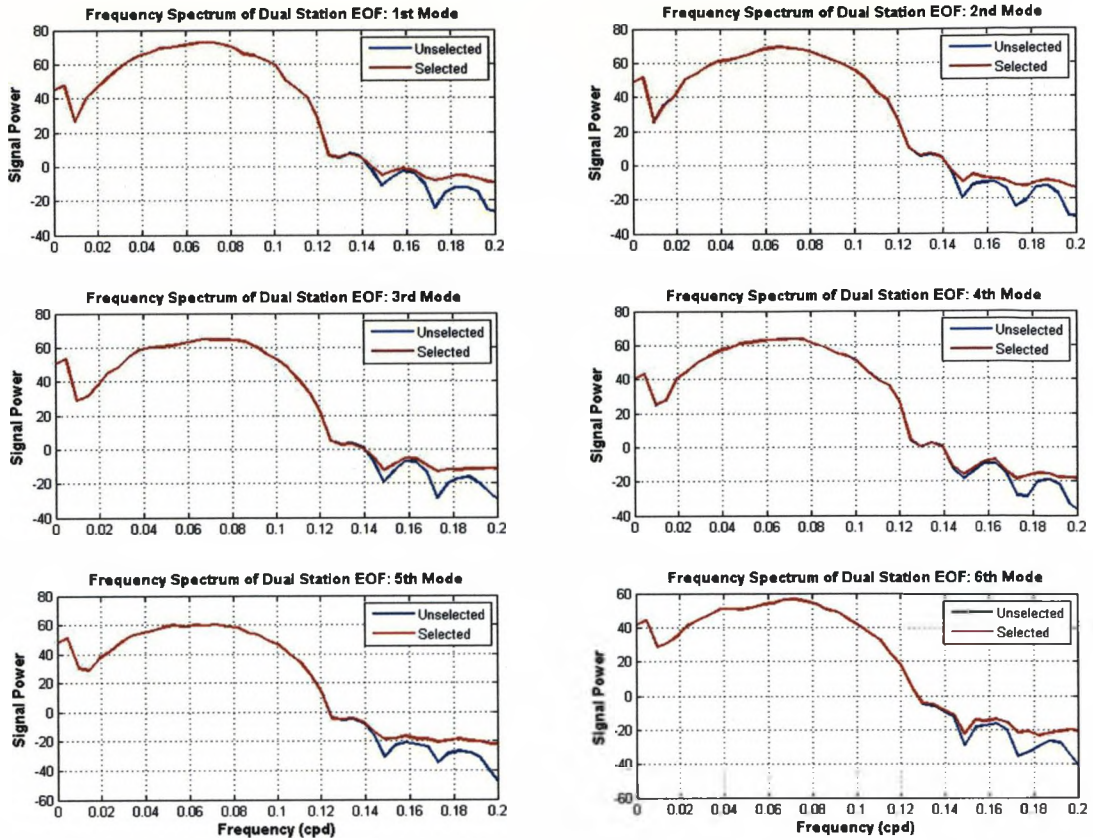 Frequency Spectrum of Dual Station EOF: 1st Mode
80
60
40
20
0
-20
-40
Signal Power
Unselected
Selected
0 0.02 0.04 0.06 0.08 0.1 0.12 0.14 0.16 0.18 0.2
Frequency Spectrum of Dual Station EOF: 2nd Mode
80
60
40
20
0
-20
-40
Signal Power
Unselected
Selected
0 0.02 0.04 0.06 0.08 0.1 0.12 0.14 0.16 0.18 0.2
Frequency Spectrum of Dual Station EOF: 3rd Mode
80
60
40
20
0
-20
-40
Signal Power
Unselected
Selected
0 0.02 0.04 0.06 0.08 0.1 0.12 0.14 0.16 0.18 0.2
Frequency Spectrum of Dual Station EOF: 4th Mode
80
60
40
20
0
-20
-40
Signal Power
Unselected
Selected
0 0.02 0.04 0.06 0.08 0.1 0.12 0.14 0.16 0.18 0.2
Frequency Spectrum of Dual Station EOF: 5th Mode
80
60
40
20
0
-20
-40
-60
Signal Power
Unselected
Selected
0 0.02 0.04 0.06 0.08 0.1 0.12 0.14 0.16 0.18 0.2
Frequency (cpd)
Frequency Spectrum of Dual Station EOF: 6th Mode
60
40
20
0
-20
-40
-60
Signal Power
Unselected
Selected
0 0.02 0.04 0.06 0.08 0.1 0.12 0.14 0.16 0.18 0.2
Frequency (cpd)